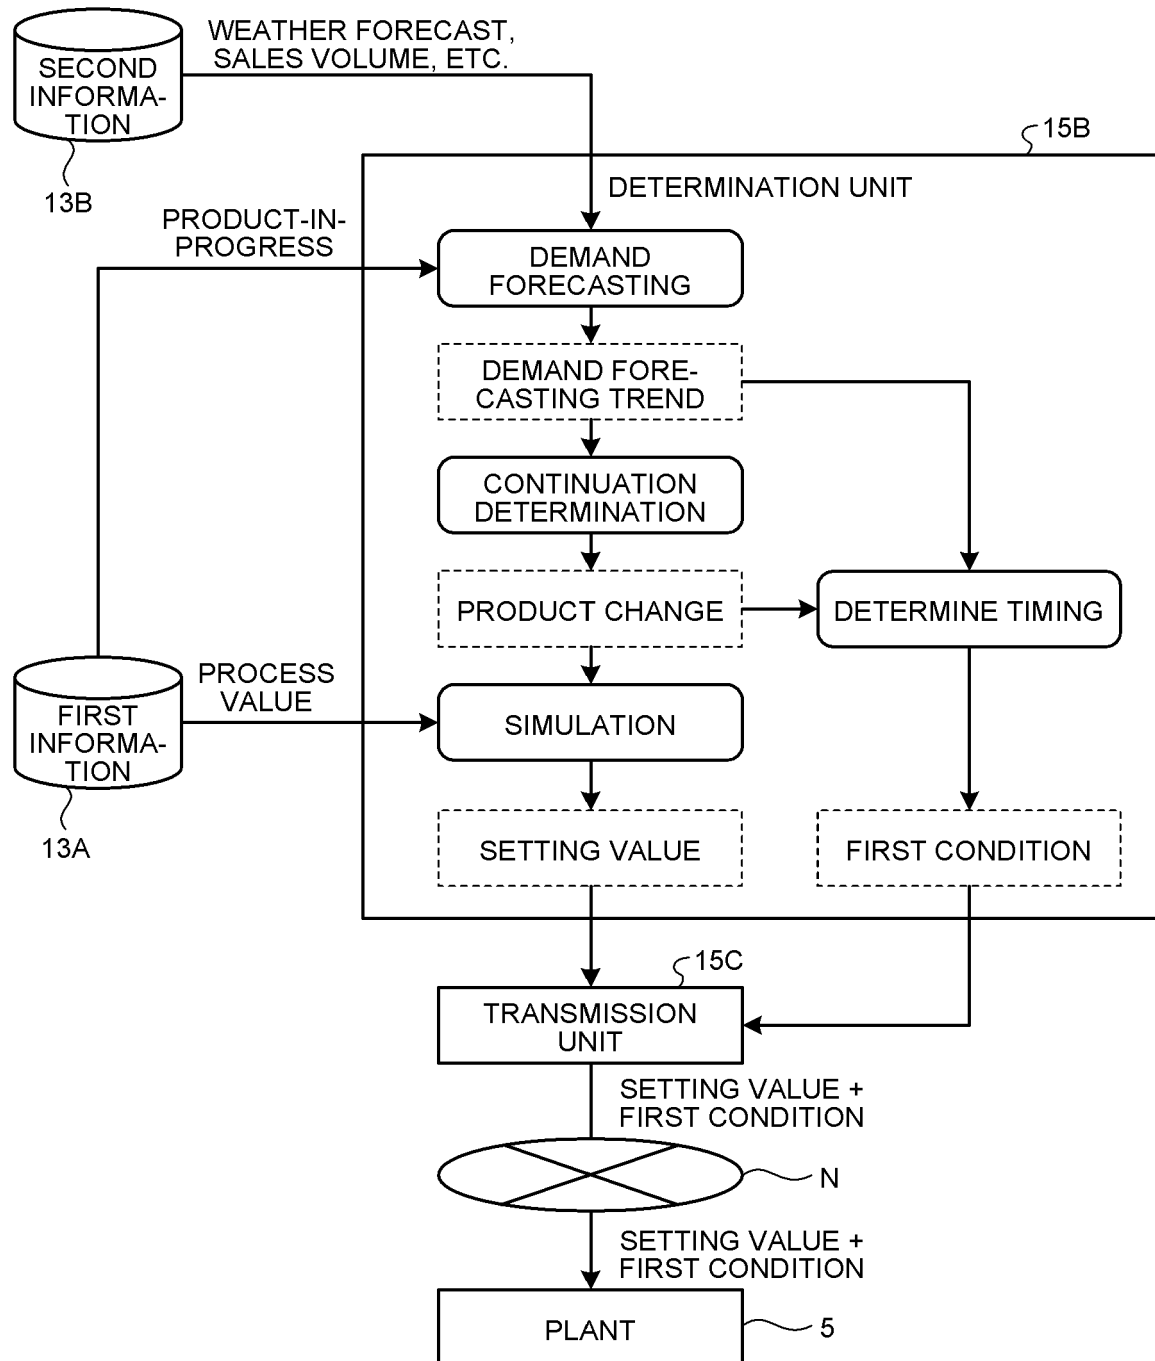 WEATHER FORECAST,
SALES VOLUME, ETC.
SECOND
INFORMA-
TION
13B
15B
DETERMINATION UNIT
PRODUCT-IN-
PROGRESS
DEMAND
FORECASTING
DEMAND FORE-
CASTING TREND
CONTINUATION
DETERMINATION
PRODUCT CHANGE
DETERMINE TIMING
PROCESS
VALUE
FIRST
INFORMA-
TION
13A
SIMULATION
SETTING VALUE
FIRST CONDITION
15C
TRANSMISSION
UNIT
SETTING VALUE +
FIRST CONDITION
N
SETTING VALUE +
FIRST CONDITION
PLANT
5